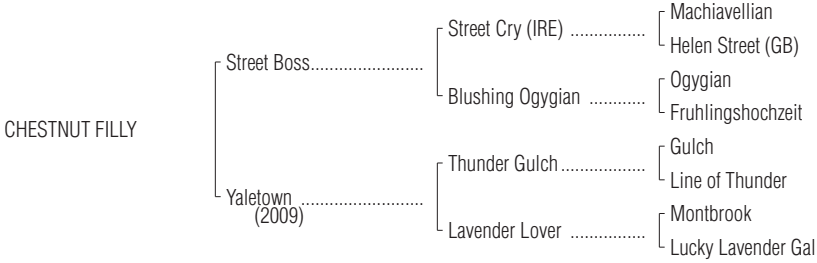 Machiavellian
Street Cry (IRE) ................
Helen Street (GB)
Street Boss........................
Ogygian
Blushing Ogygian ............
Fruhlingshochzeit
CHESTNUT FILLY
Gulch
Thunder Gulch ..................
Line of Thunder
Yaletown ..........................
(2009)
Montbrook
Lavender Lover ................
Lucky Lavender Gal